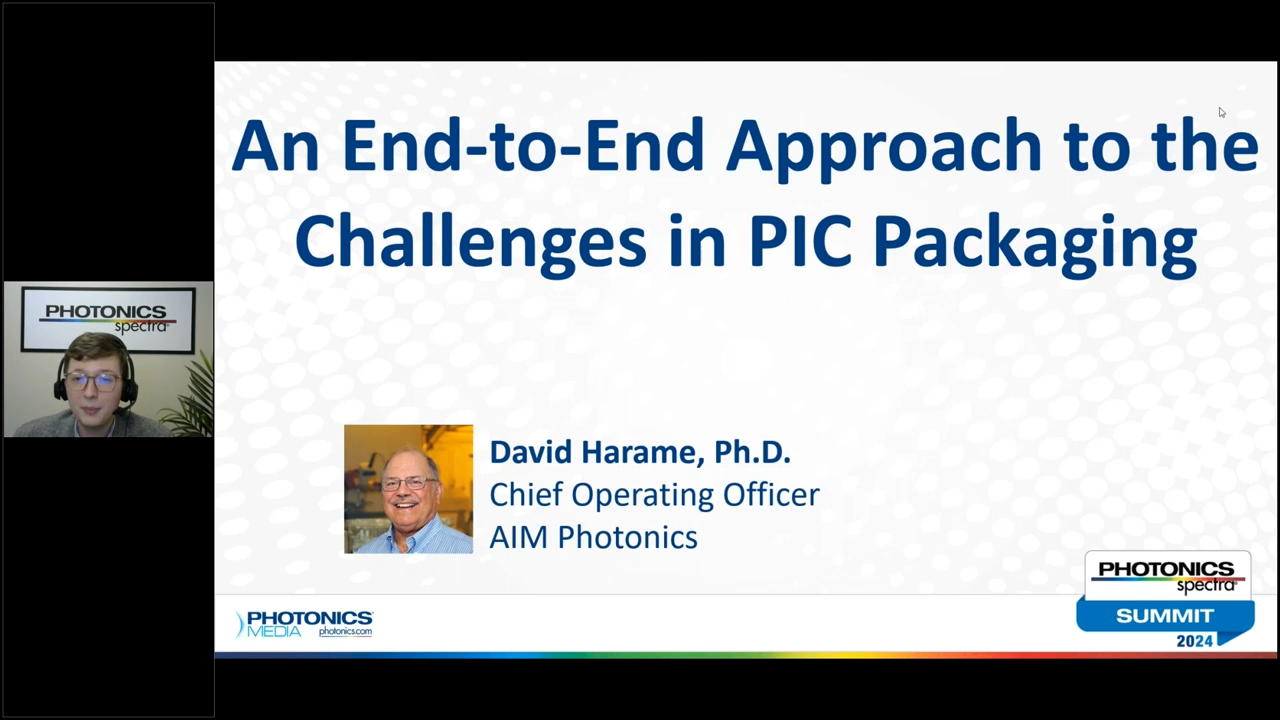 PHOTONICS
spectra®
An End-to-End Approach to the
Challenges in PIC Packaging
David Harame, Ph.D.
Chief Operating Officer
AIM Photonics
PHOTONICS
MEDIA photonics.com
PHOTONICS
spectra®
SUMMIT
2024